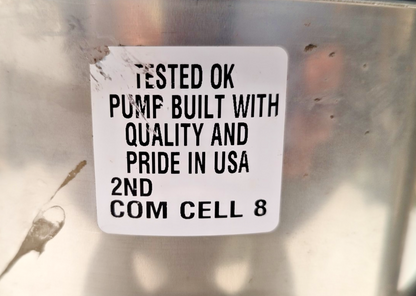 TESTED OK
PUMP BUILT WITH
QUALITY AND
PRIDE IN USA
2ND
COM CELL 8